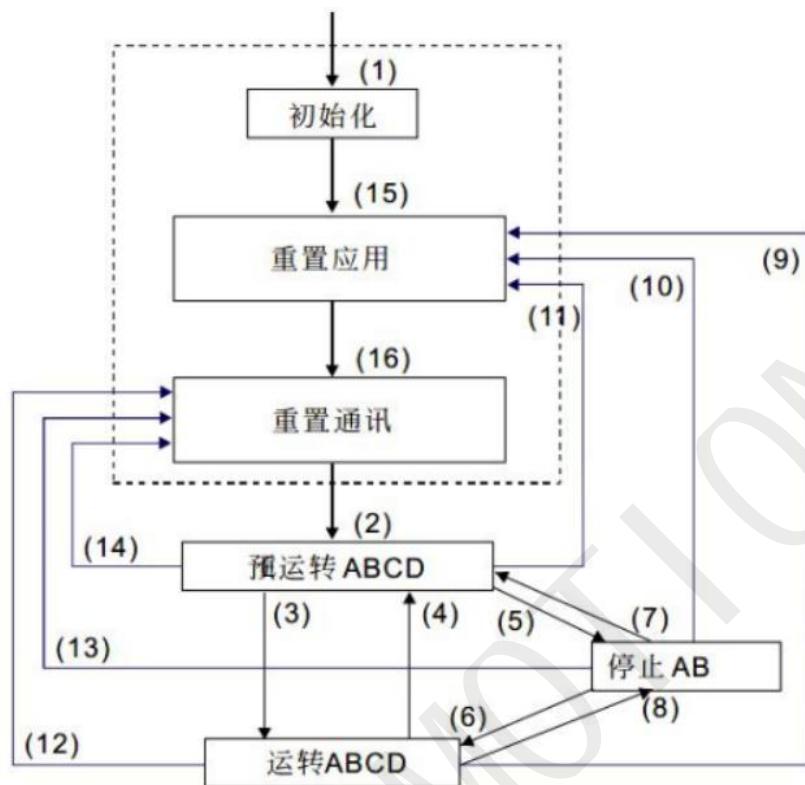 (1)
初始化
(15)
重置应用
(9)
(10)
(11)
(16)
重置通讯
(2)
(14)
预运转 ABCD
(3)
(4)
(5)
(7)
(13)
停止 AB
(6)
(8)
(12)
运转ABCD
MOTION